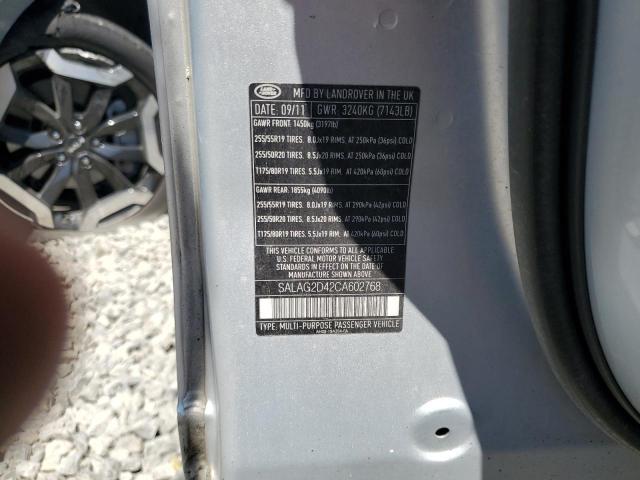 LAND ROVER
MFD BY LANDROVER IN THE UK
DATE: 09/11 GWR: 3240KG (7143LB)
GAWR FRONT: 1450kg (3197lb)
255/55R19 TIRES. 8.0Jx19 RIMS. AT 250kPa (36psi) COLD
255/50R20 TIRES. 8.5Jx20 RIMS. AT 250kPa (36psi) COLD
T175/80R19 TIRES. 5.5Jx19 RIM. AT 420kPa (60psi) COLD
GAWR REAR: 1855kg (4090lb)
255/55R19 TIRES. 8.0Jx19 RIMS. AT 290kPa (42psi) COLD
255/50R20 TIRES. 8.5Jx20 RIMS. AT 290kPa (42psi) COLD
T175/80R19 TIRES. 5.5Jx19 RIM. AT 420kPa (60psi) COLD
THIS VEHICLE CONFORMS TO ALL APPLICABLE
U.S. FEDERAL MOTOR VEHICLE SAFETY
STANDARDS IN EFFECT ON THE DATE OF
MANUFACTURE SHOWN ABOVE
SALAG2D42CA602768
TYPE: MULTI-PURPOSE PASSENGER VEHICLE